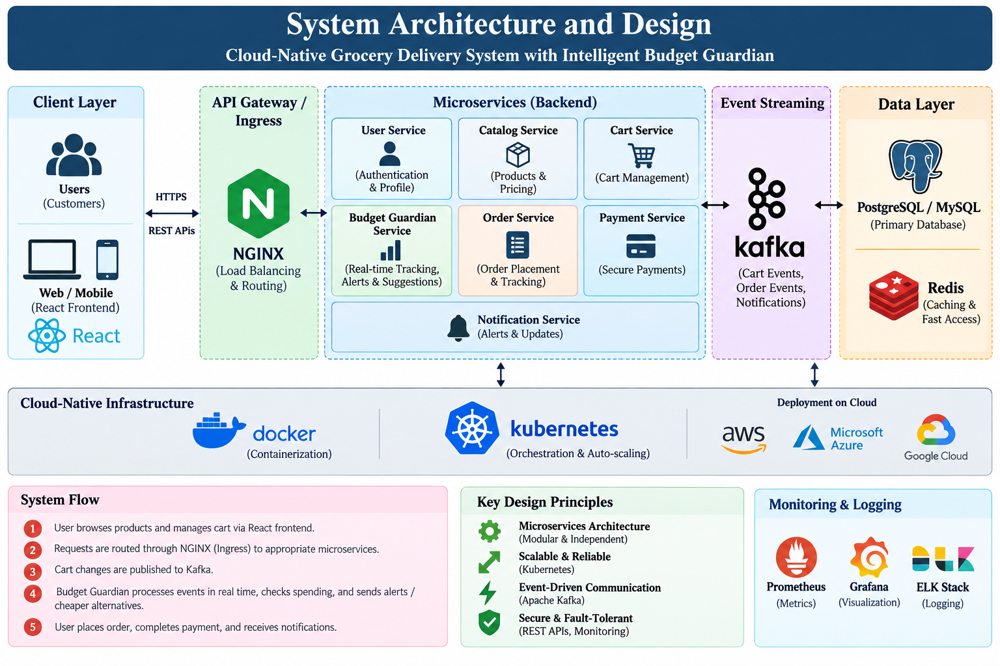 System Architecture and Design
Cloud-Native Grocery Delivery System with Intelligent Budget Guardian
Client Layer
Users
(Customers)
Web / Mobile
(React Frontend)
React
HTTPS
REST APIs
API Gateway /
Ingress
N
NGINX
(Load Balancing
& Routing)
Microservices (Backend)
User Service
(Authentication
& Profile)
Catalog Service
(Products &
Pricing)
Cart Service
(Cart Management)
Budget Guardian
Service
(Real-time Tracking,
Alerts & Suggestions)
Order Service
(Order Placement
& Tracking)
Payment Service
(Secure Payments)
Notification Service
(Alerts & Updates)
Event Streaming
kafka
(Cart Events,
Order Events,
Notifications)
Data Layer
PostgreSQL / MySQL
(Primary Database)
Redis
(Caching &
Fast Access)
Cloud-Native Infrastructure
docker
(Containerization)
kubernetes
(Orchestration & Auto-scaling)
Deployment on Cloud
aws
Microsoft
Azure
Google Cloud
System Flow
1 User browses products and manages cart via React frontend.
2 Requests are routed through NGINX (Ingress) to appropriate microservices.
3 Cart changes are published to Kafka.
4 Budget Guardian processes events in real time, checks spending, and sends alerts /
cheaper alternatives.
5 User places order, completes payment, and receives notifications.
Key Design Principles
Microservices Architecture
(Modular & Independent)
Scalable & Reliable
(Kubernetes)
Event-Driven Communication
(Apache Kafka)
Secure & Fault-Tolerant
(REST APIs, Monitoring)
Monitoring & Logging
Prometheus
(Metrics)
Grafana
(Visualization)
ELK
ELK Stack
(Logging)